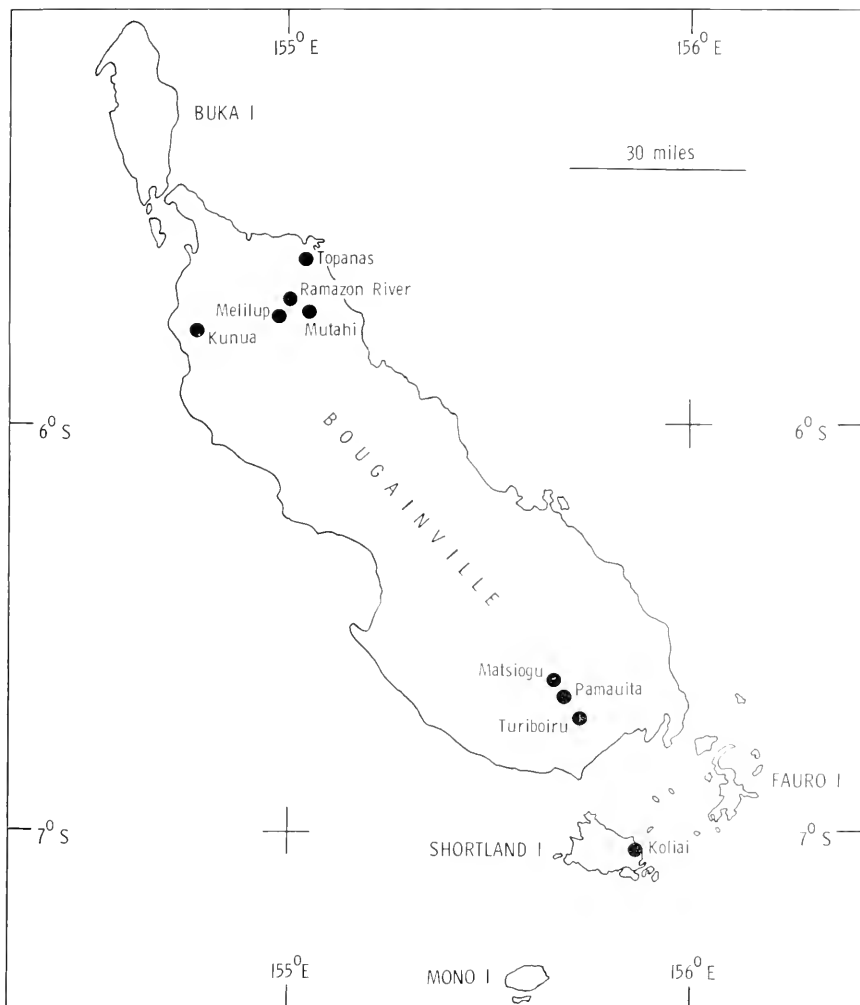 155° E
156° E
BUKA I
30 miles
Topanas
Ramazon River
Melilup
Mutahi
Kunua
6° S
6° S
BOUGAINVILLE
Matsiogu
Pamauita
Turiboiru
FAURO I
7° S
7° S
SHORTLAND I
Koliai
155° E
156° E
MONO I